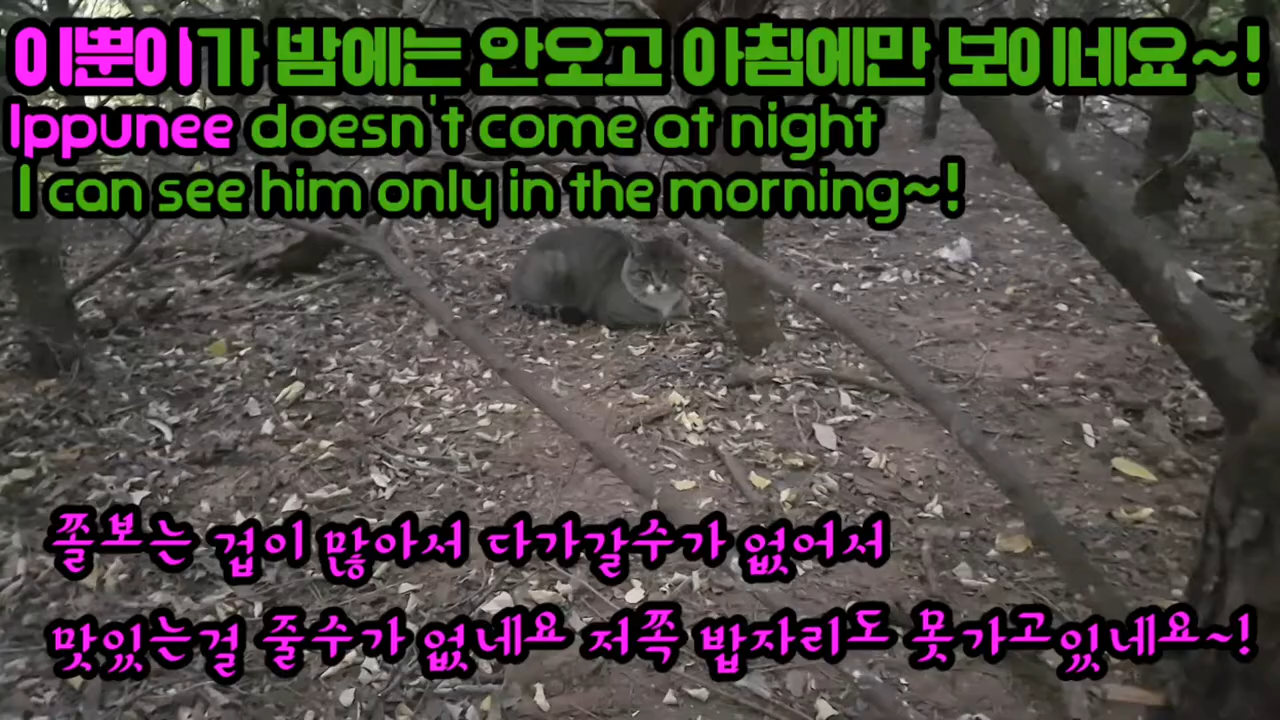 이뿐이가 밤에는 안오고 아침에만 보이네요~!
Ippunee doesn't come at night
I can see him only in the morning~!
쫄보는 겁이 많아서 다가갈수가 없어서
맛있는걸 줄수가 없네요 저쪽 밥자리도 못가고있네요~!